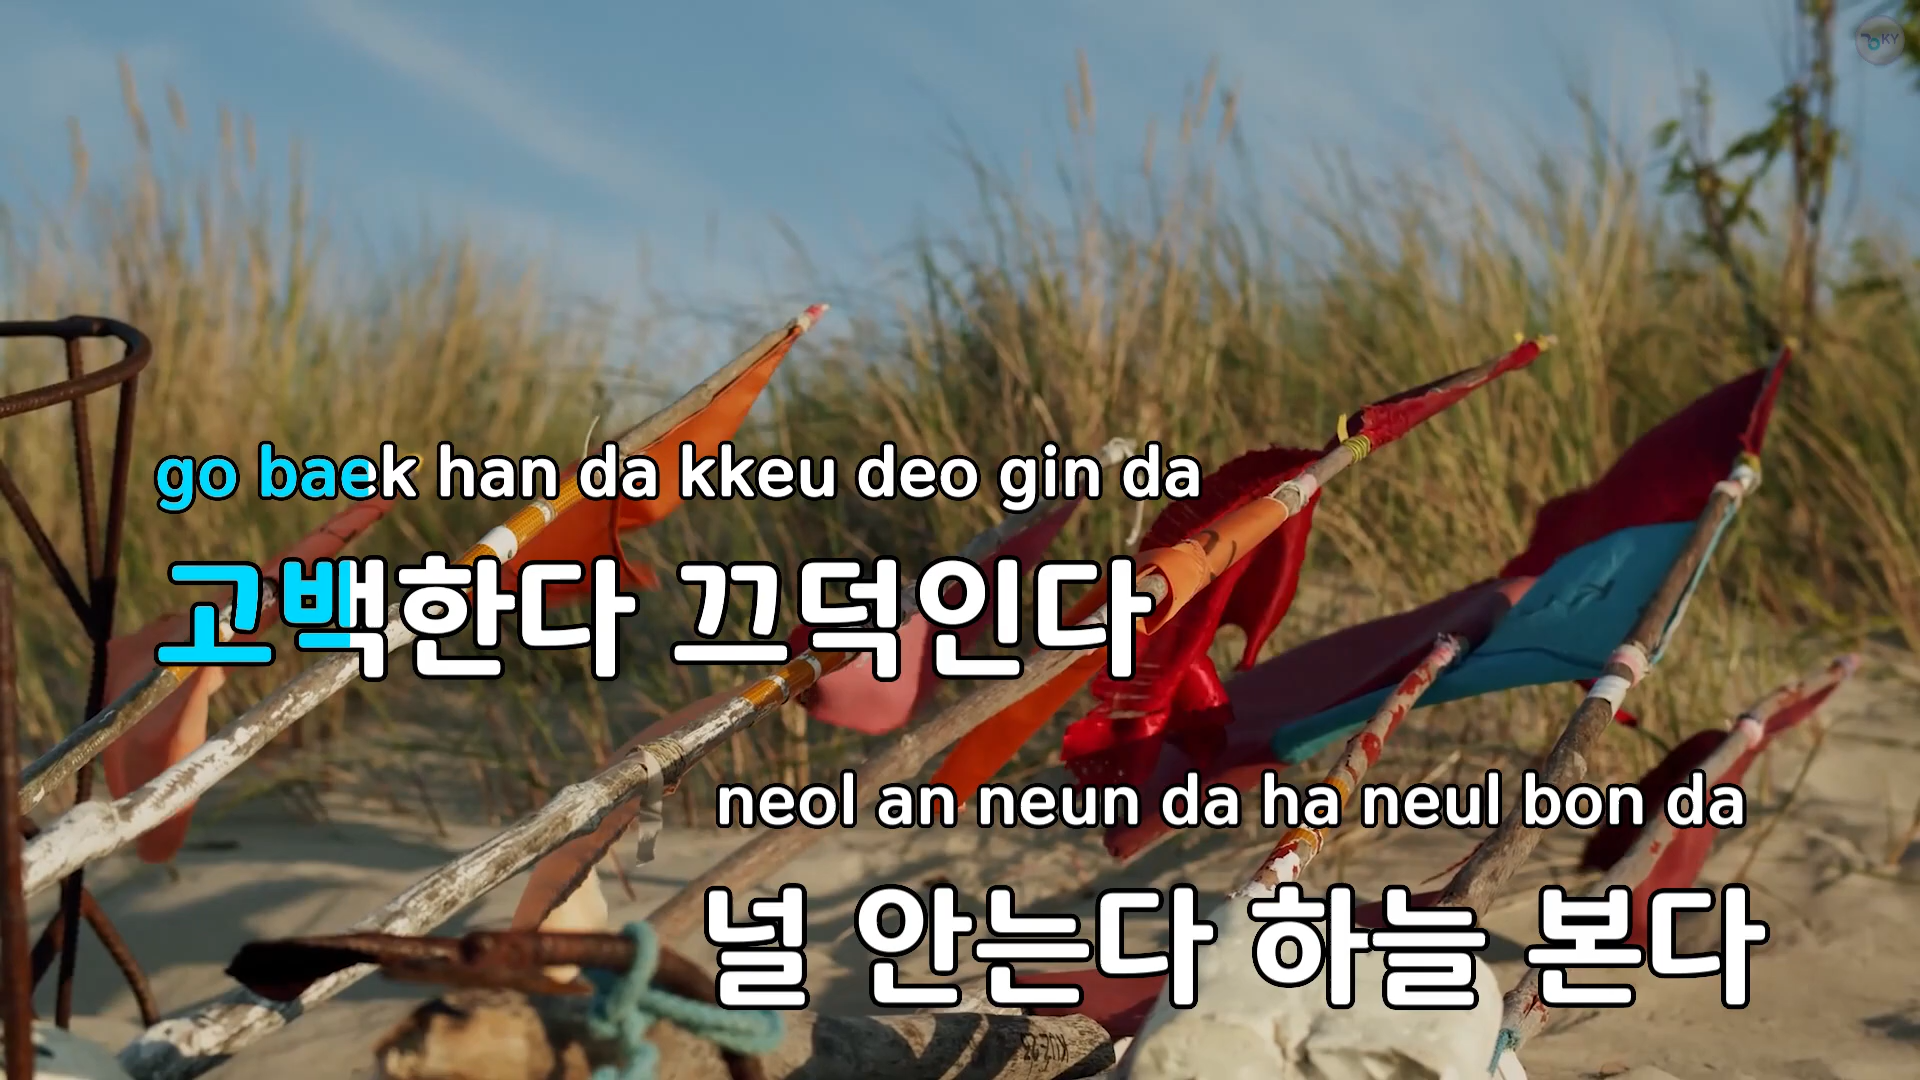 KY
go baek han da kkeu deo gin da
고백한다 끄덕인다
neol an neun da ha neul bon da
널 안는다 하늘 본다